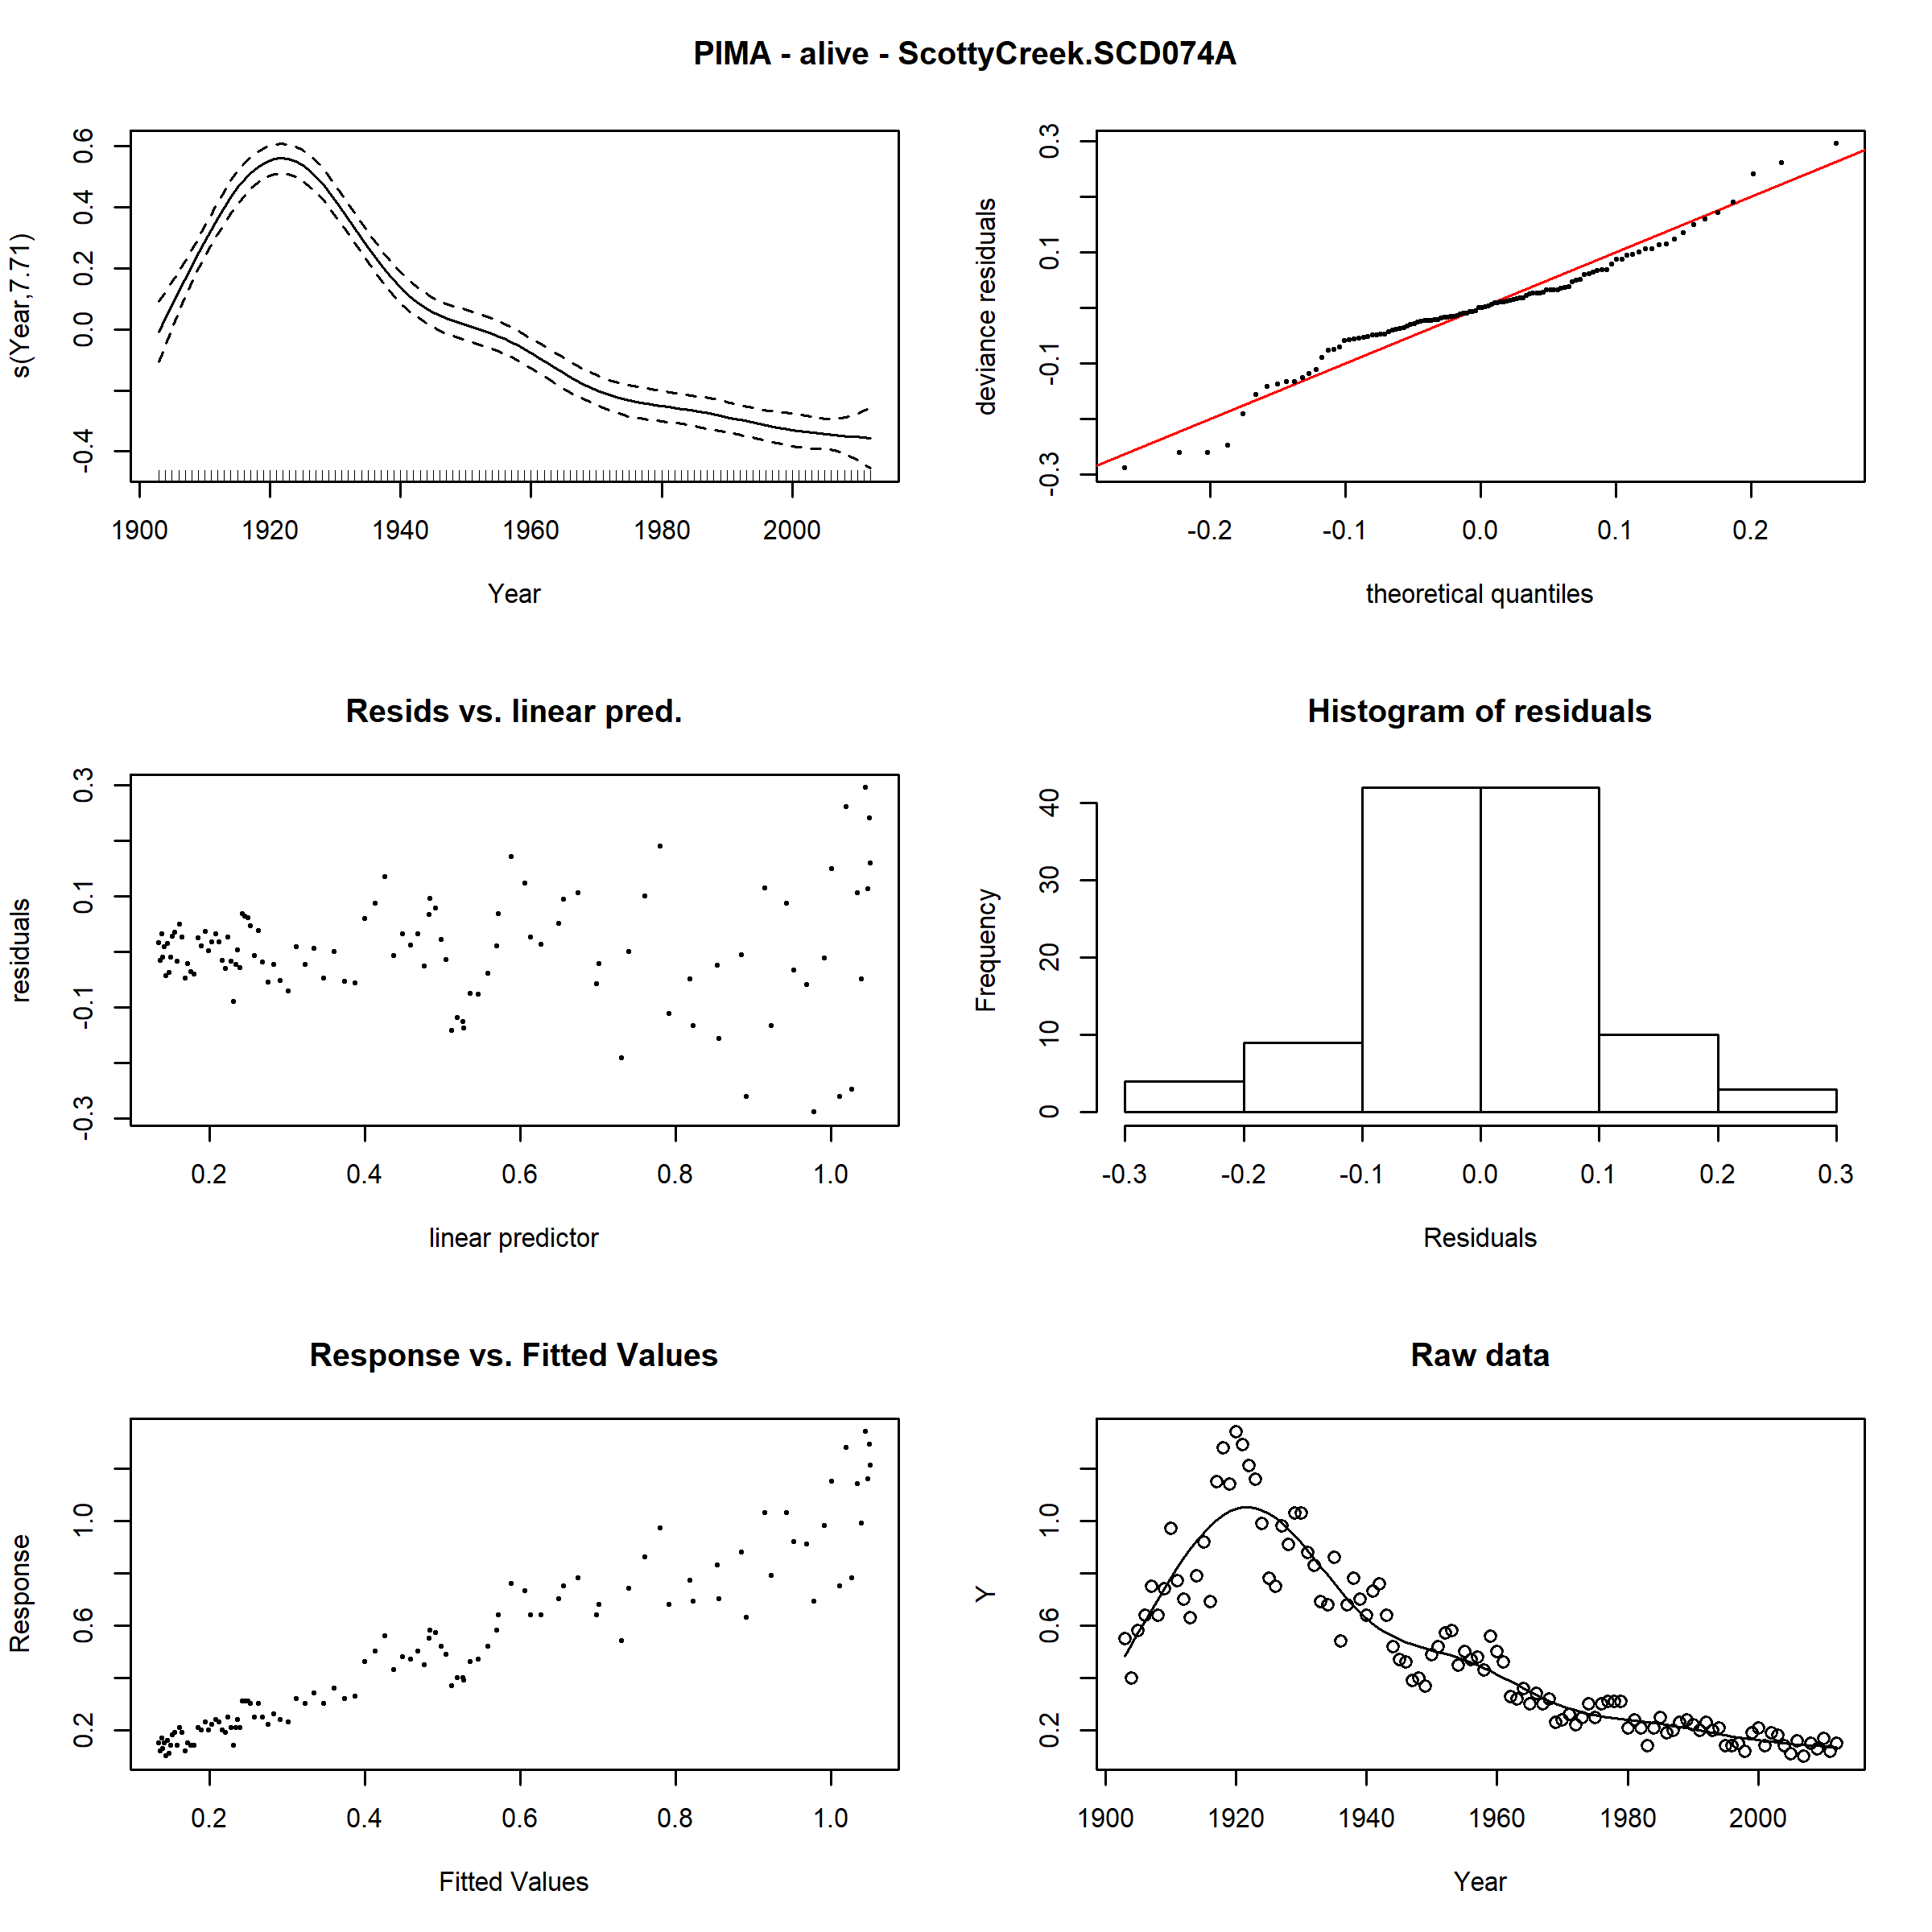 PIMA - alive - ScottyCreek.SCD074A
s(Year,7.71)
-0.4 0.0 0.2 0.4 0.6
1900 1920 1940 1960 1980 2000
Year
deviance residuals
-0.3 -0.1 0.1 0.3
-0.2 -0.1 0.0 0.1 0.2
theoretical quantiles
Resids vs. linear pred.
residuals
-0.3 -0.1 0.1 0.3
0.2 0.4 0.6 0.8 1.0
linear predictor
Histogram of residuals
Frequency
0 10 20 30 40
-0.3 -0.2 -0.1 0.0 0.1 0.2 0.3
Residuals
Response vs. Fitted Values
Response
0.2 0.6 1.0
0.2 0.4 0.6 0.8 1.0
Fitted Values
Raw data
Y
0.2 0.6 1.0
1900 1920 1940 1960 1980 2000
Year